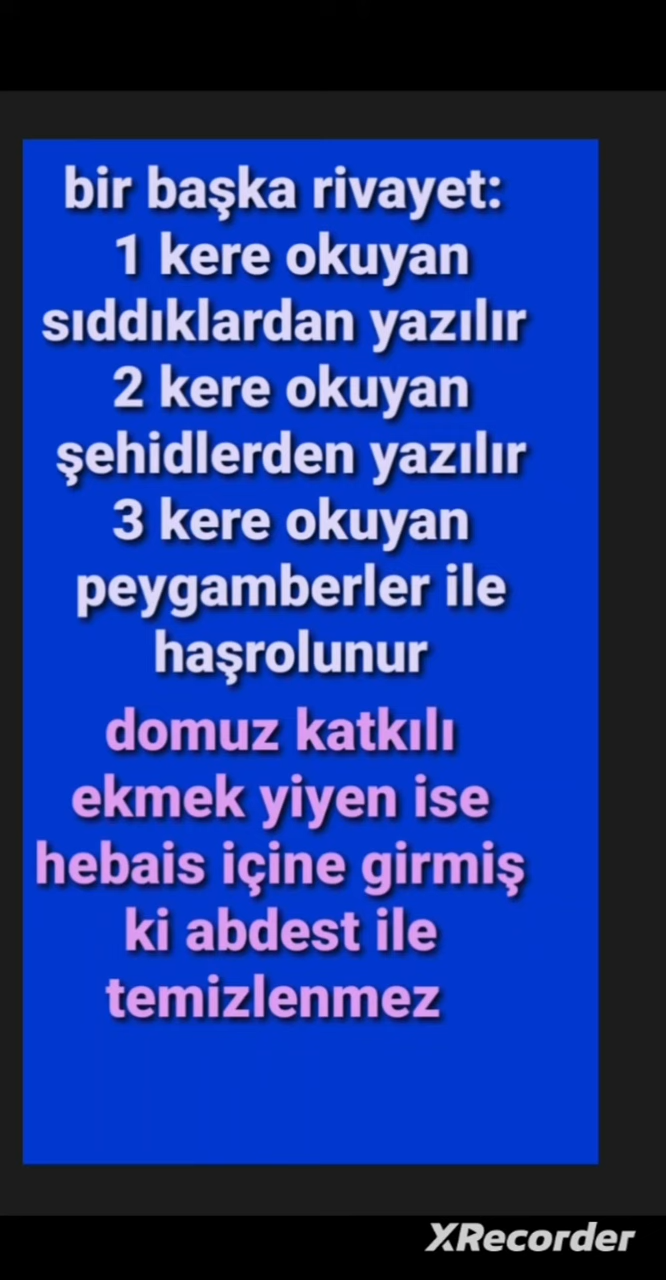 bir başka rivayet:
1 kere okuyan
sıddıklardan yazılır
2 kere okuyan
şehidlerden yazılır
3 kere okuyan
peygamberler ile
haşrolunur
domuz katkılı
ekmek yiyen ise
hebais içine girmiş
ki abdest ile
temizlenmez
XRecorder